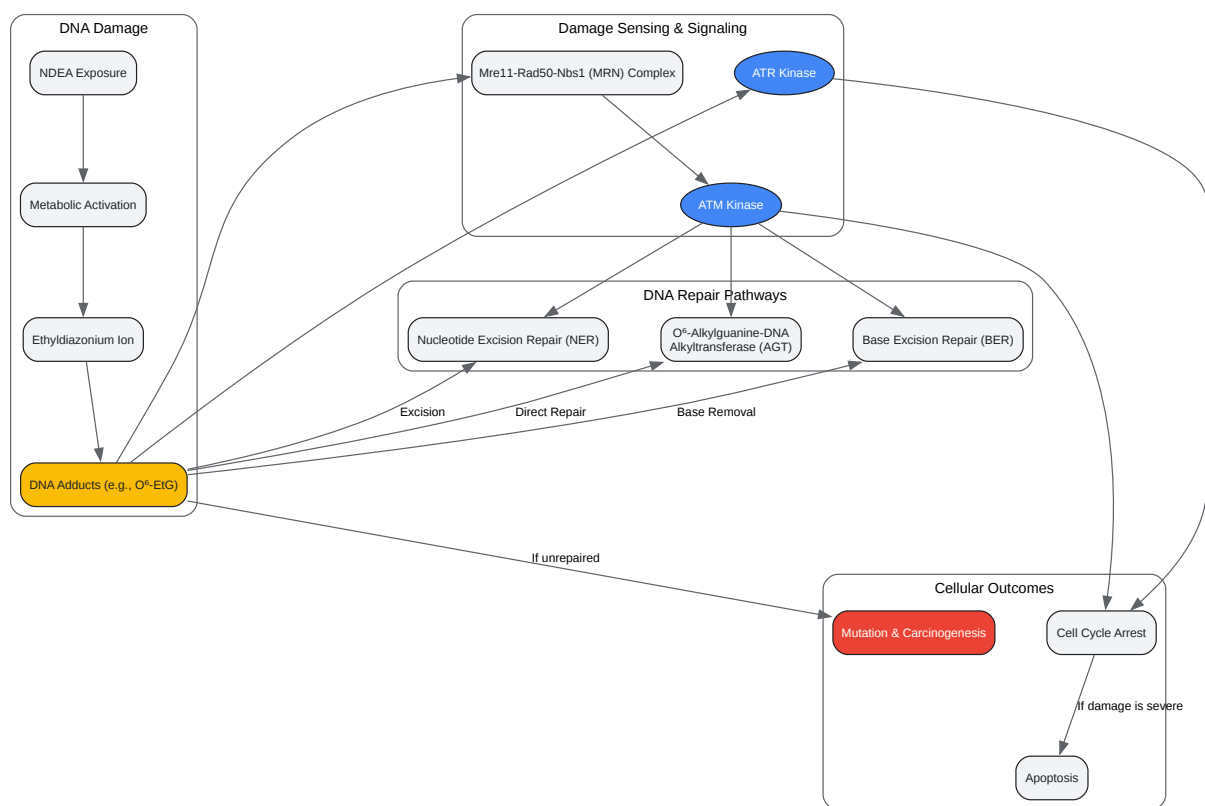 DNA Damage
NDEA Exposure
Metabolic Activation
Ethyldiazonium Ion
DNA Adducts (e.g., O⁶-EtG)
Damage Sensing & Signaling
Mre11-Rad50-Nbs1 (MRN) Complex
ATR Kinase
ATM Kinase
DNA Repair Pathways
Nucleotide Excision Repair (NER)
O⁶-Alkylguanine-DNA
Alkyltransferase (AGT)
Base Excision Repair (BER)
Excision
Direct Repair
Base Removal
If unrepaired
Cellular Outcomes
Mutation & Carcinogenesis
Cell Cycle Arrest
If damage is severe
Apoptosis